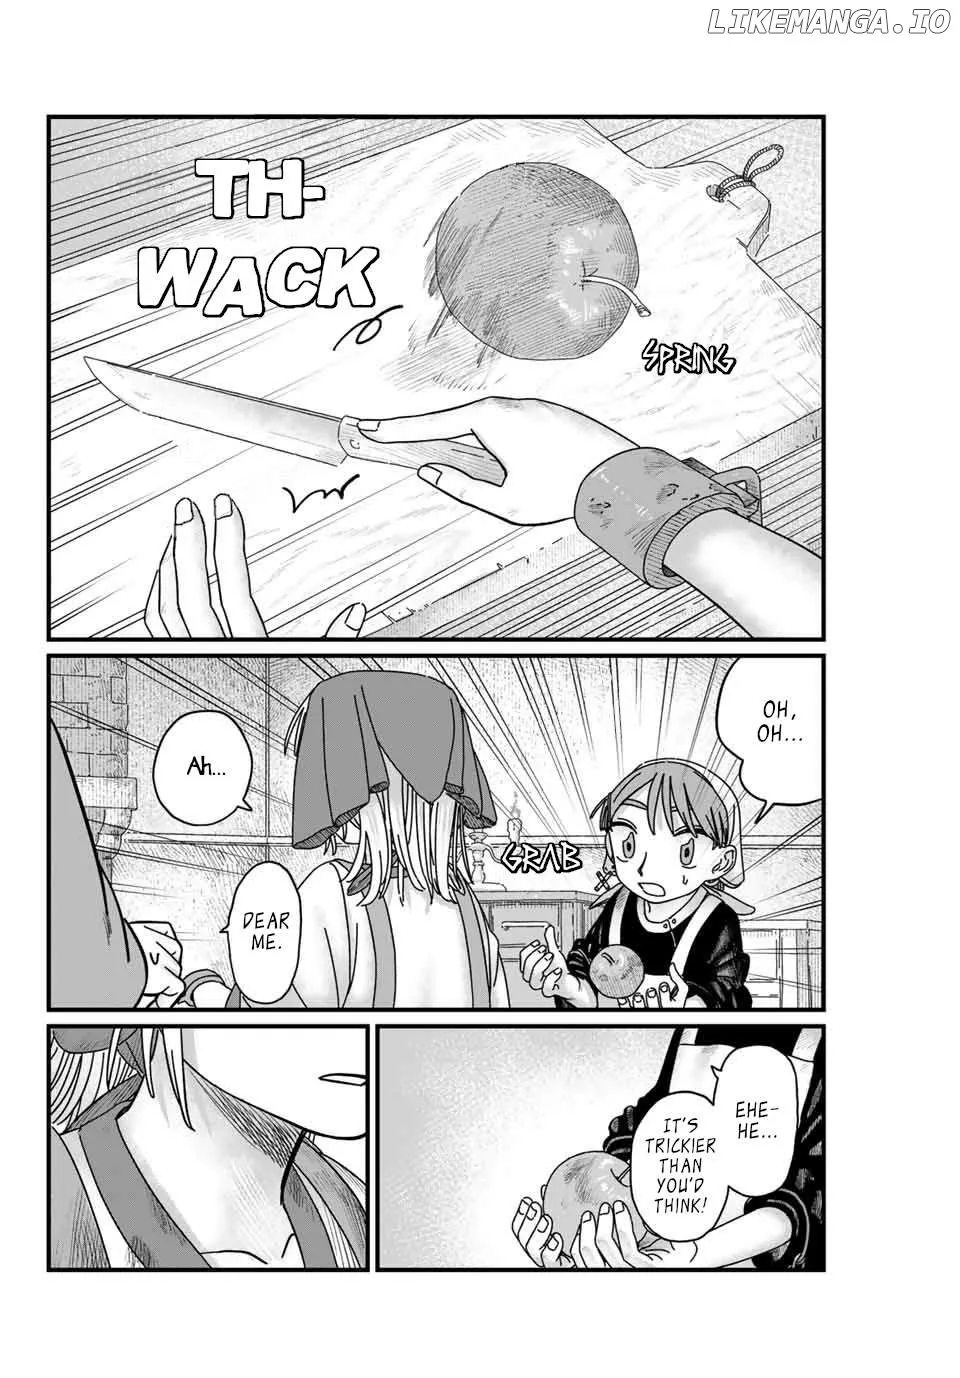 LIKEMANGA.IO
TH-
WACK
SPRING
OH,
OH...
GRAB
Ah...
DEAR
ME.
EHE-
HE...
IT'S
TRICKIER
THAN
YOU'D
THINK!